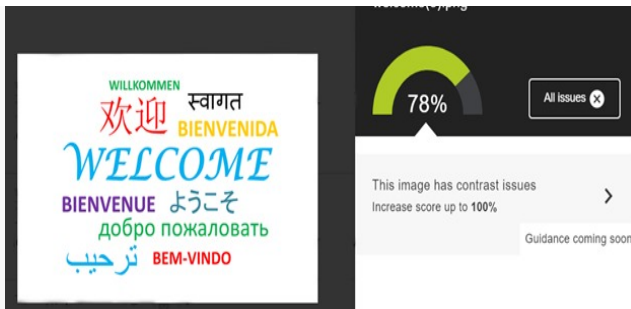 WILLKOMMEN
欢迎 स्वागत
BIENVENIDA
WELCOME
BIENVENUE ようこそ
добро пожаловать
ترحيب BEM-VINDO
78%
All issues
This image has contrast issues
Increase score up to 100%
Guidance coming soon